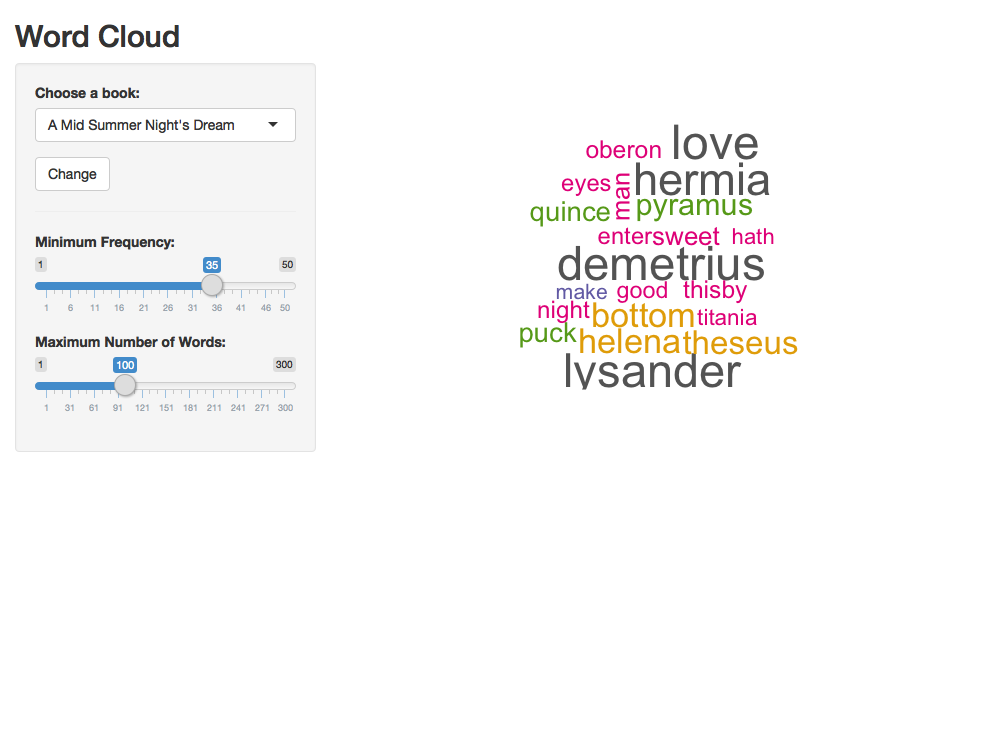 Word Cloud
Choose a book:
A Mid Summer Night's Dream
Change
Minimum Frequency:
1 35 50
1 6 11 16 21 26 31 36 41 46 50
Maximum Number of Words:
1 100 300
1 31 61 91 121 151 181 211 241 271 300
oberon love
eyes man hermia
quince pyramus
enter sweet hath
demetrius
make good thisby
night bottom titania
puck helena theseus
lysander